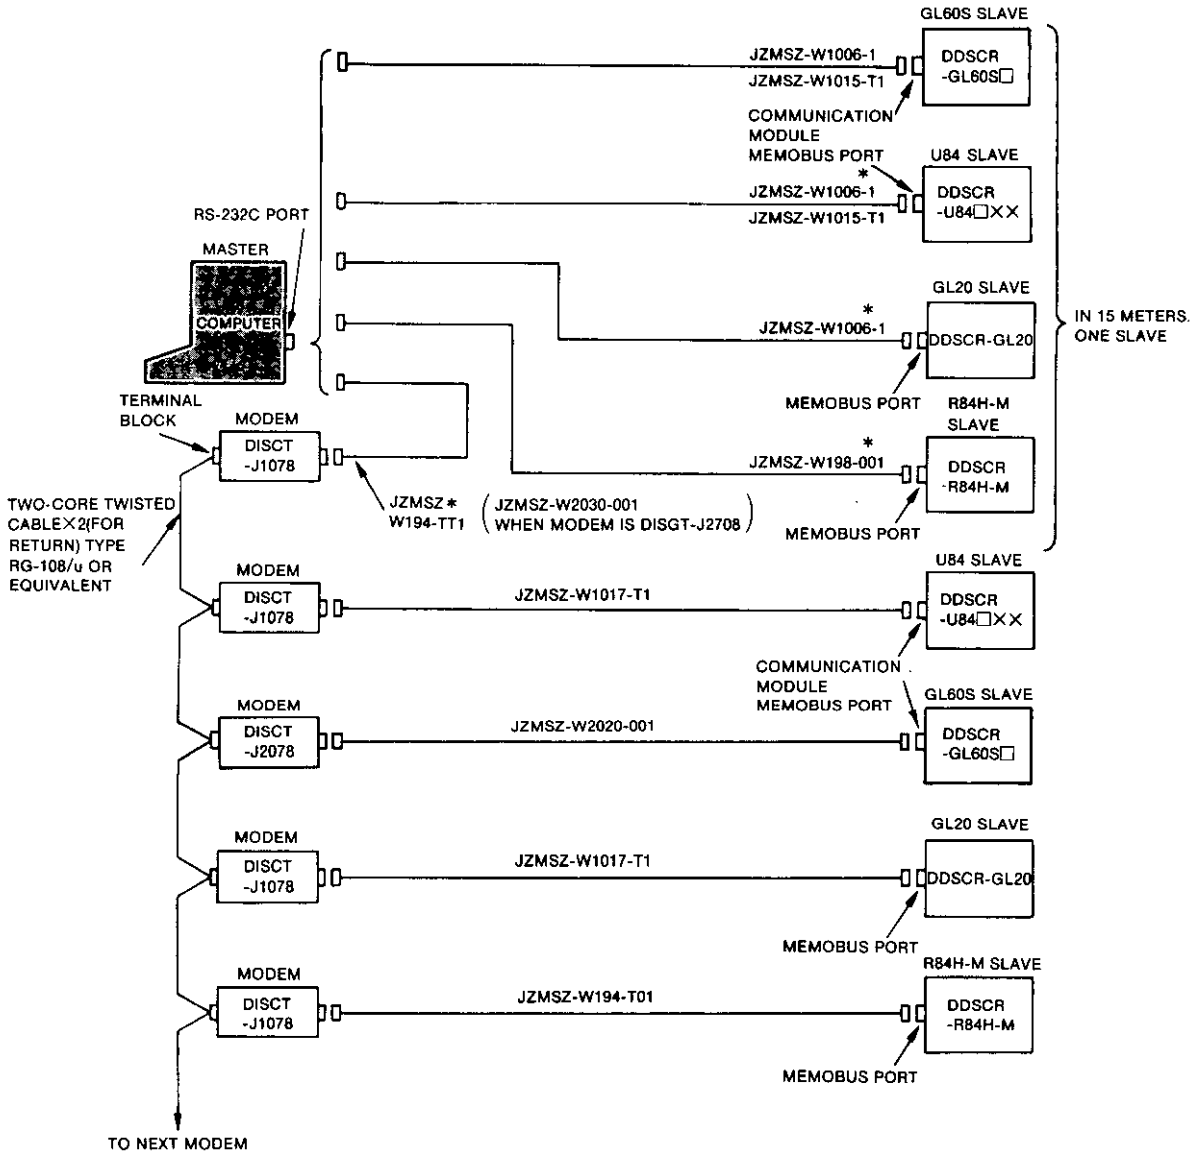 GL60S SLAVE
JZMSZ-W1006-1
JZMSZ-W1015-T1
DDSCR
-GL60S□
COMMUNICATION
MODULE
MEMOBUS PORT
U84 SLAVE
*
JZMSZ-W1006-1
JZMSZ-W1015-T1
DDSCR
-U84□××
RS-232C PORT
MASTER
COMPUTER
GL20 SLAVE
*
JZMSZ-W1006-1
DDSCR-GL20
IN 15 METERS.
ONE SLAVE
MEMOBUS PORT
TERMINAL
BLOCK
MODEM
DISCT
-J1078
R84H-M
SLAVE
*
JZMSZ-W198-001
DDSCR
-R84H-M
MEMOBUS PORT
JZMSZ*
W194-TT1
(JZMSZ-W2030-001
WHEN MODEM IS DISGT-J2708)
TWO-CORE TWISTED
CABLE×2(FOR
RETURN) TYPE
RG-108/u OR
EQUIVALENT
MODEM
DISCT
-J1078
JZMSZ-W1017-T1
U84 SLAVE
DDSCR
-U84□××
COMMUNICATION
MODULE
MEMOBUS PORT
MODEM
DISCT
-J2078
JZMSZ-W2020-001
GL60S SLAVE
DDSCR
-GL60S□
MODEM
DISCT
-J1078
JZMSZ-W1017-T1
GL20 SLAVE
DDSCR-GL20
MEMOBUS PORT
MODEM
DISCT
-J1078
JZMSZ-W194-T01
R84H-M SLAVE
DDSCR
-R84H-M
MEMOBUS PORT
TO NEXT MODEM